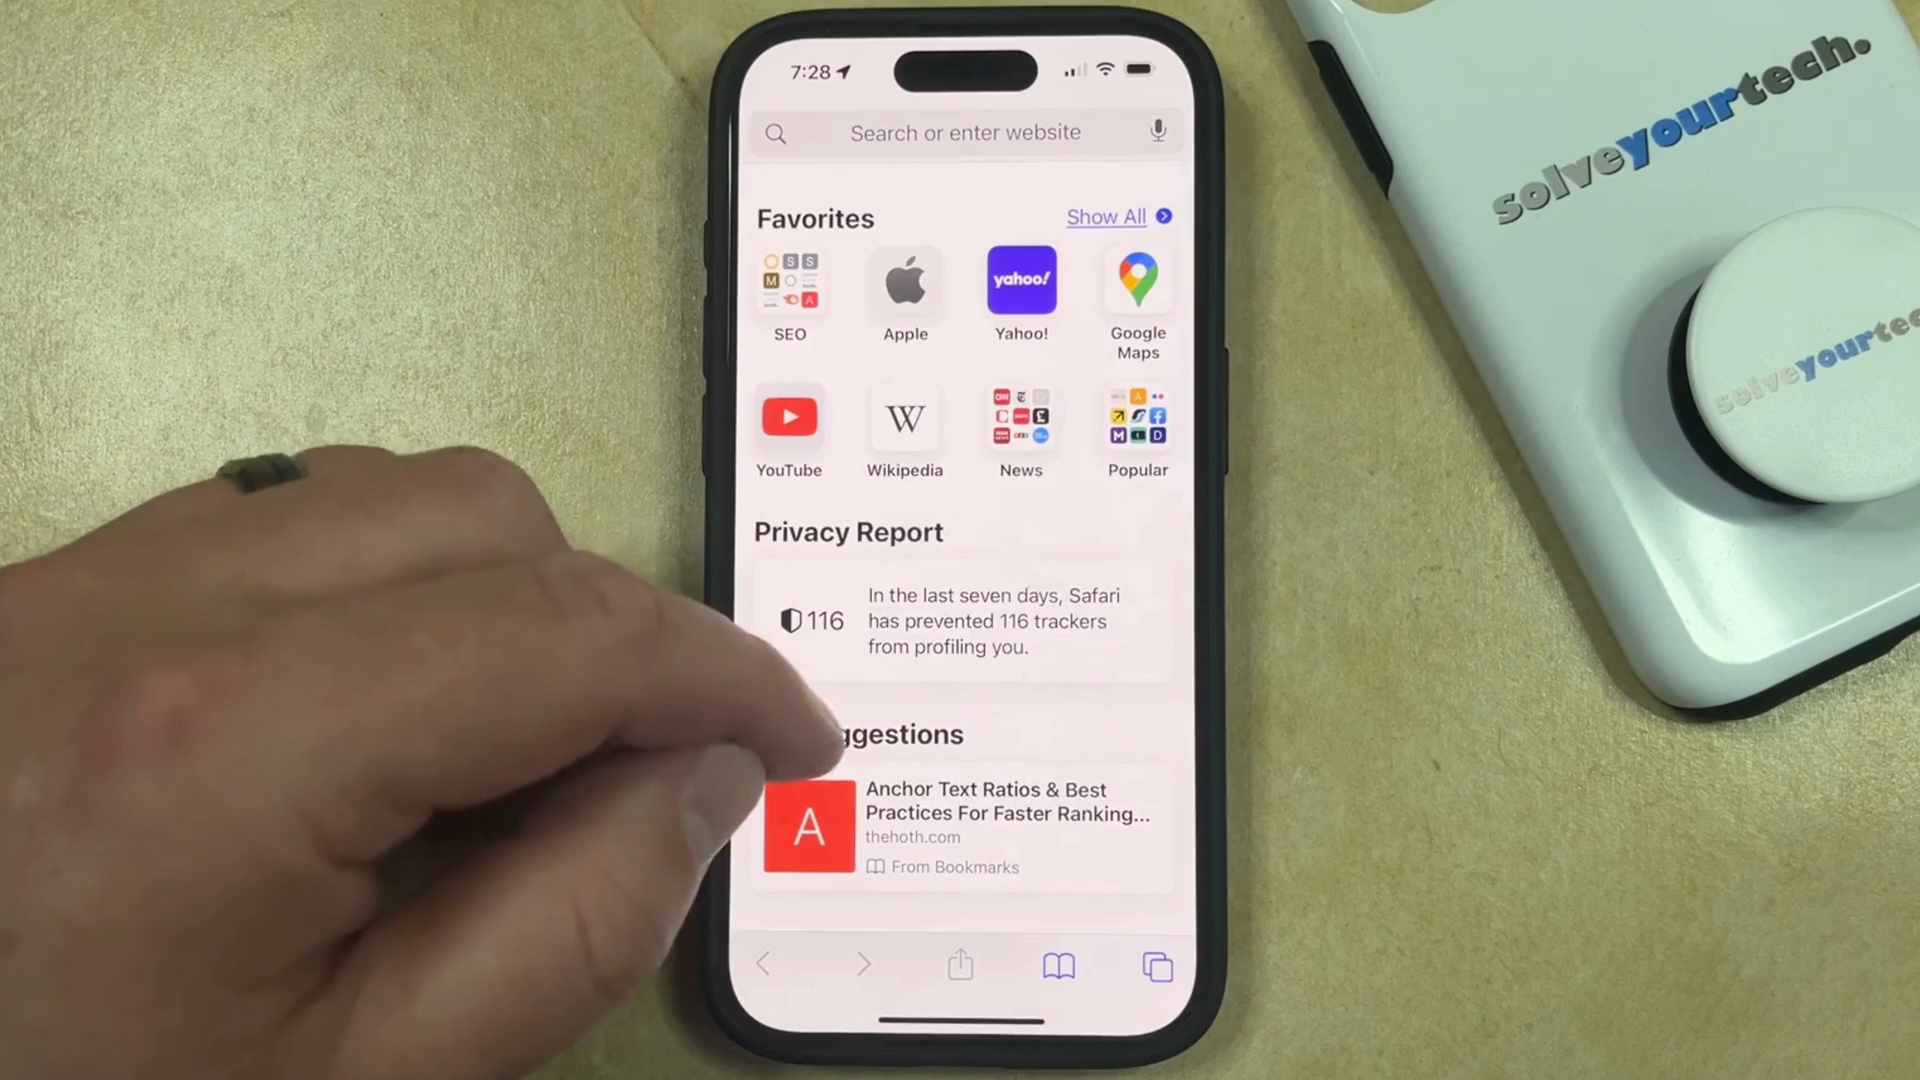 7:28
Search or enter website
Favorites
Show All
yahoo!
SEO
Apple
Yahoo!
Google
Maps
W
YouTube
Wikipedia
News
Popular
Privacy Report
116
In the last seven days, Safari
has prevented 116 trackers
from profiling you.
ggestions
A
Anchor Text Ratios & Best
Practices For Faster Ranking...
thehoth.com
From Bookmarks
solveyourtech.
solveyourtec